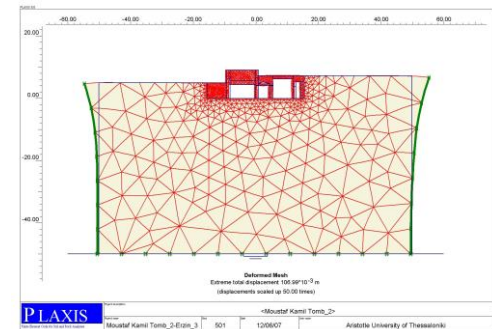 -60.00 -40.00 -20.00 0.00 20.00 40.00 60.00
20.00
0.00
-20.00
-40.00
Deformed Mesh
Extreme total displacement 106.99*10-3 m
(displacements scaled up 50.00 times)
PLAXIS
<Moustaf Kamil Tomb_2>
Moustaf Kamil Tomb_2-Erzin_3 501 12/06/07 Aristotle University of Thessaloniki